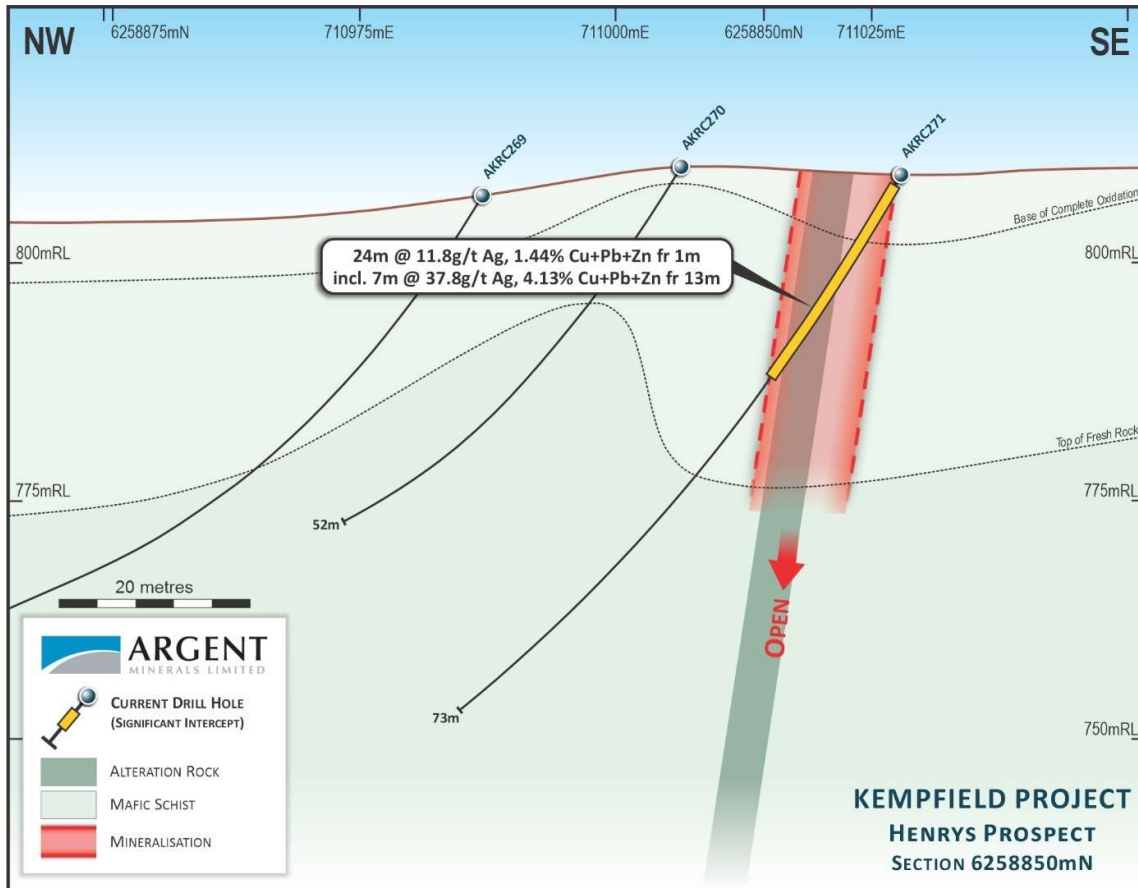 NW
6258875mN
710975mE
711000mE
6258850mN
711025mE
SE
AKRC269
AKRC270
AKRC271
Base of Complete Oxidation
800mRL
800mRL
24m @ 11.8g/t Ag, 1.44% Cu+Pb+Zn fr 1m
incl. 7m @ 37.8g/t Ag, 4.13% Cu+Pb+Zn fr 13m
Top of Fresh Rock
775mRL
775mRL
52m
OPEN
20 metres
ARGENT
MINERALS LIMITED
CURRENT DRILL HOLE
(SIGNIFICANT INTERCEPT)
73m
750mRL
ALTERATION ROCK
MAFIC SCHIST
MINERALISATION
KEMPFIELD PROJECT
HENRYS PROSPECT
SECTION 6258850mN